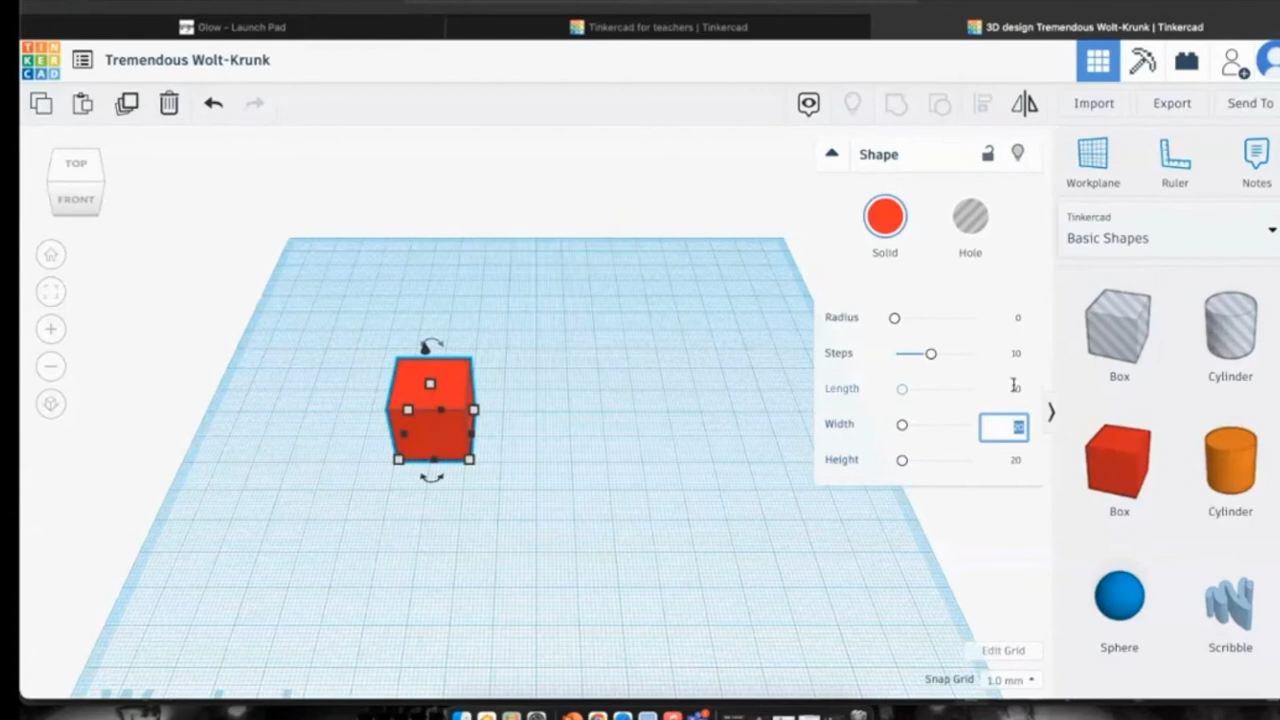 Glow – Launch Pad
Tinkercad for teachers | Tinkercad
3D design Tremendous Wolt-Krunk | Tinkercad
TIN
KER
CAD
Tremendous Wolt-Krunk
Import
Export
Send To
TOP
FRONT
Shape
Solid
Hole
Radius 0
Steps 10
Length
Width 20
Height 20
Workplane
Ruler
Notes
Tinkercad
Basic Shapes
Box
Cylinder
Box
Cylinder
Sphere
Scribble
Edit Grid
Snap Grid 1.0 mm